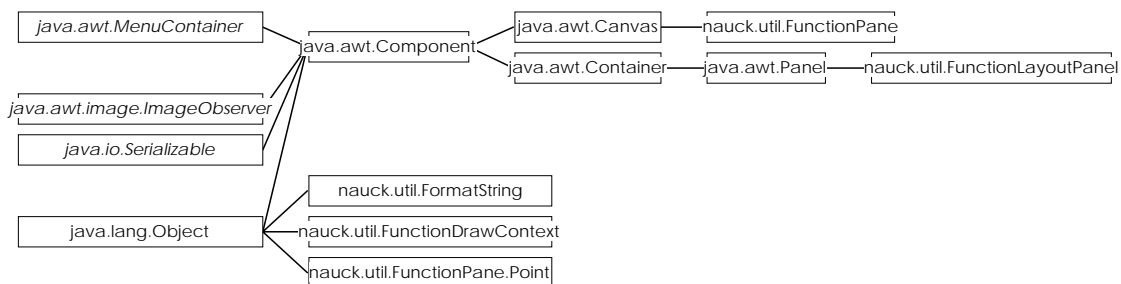 java.awt.MenuContainer
java.awt.Component
java.awt.Canvas
nauck.util.FunctionPane
java.awt.Container
java.awt.Panel
nauck.util.FunctionLayoutPanel
java.awt.image.ImageObserver
java.io.Serializable
java.lang.Object
nauck.util.FormatString
nauck.util.FunctionDrawContext
nauck.util.FunctionPane.Point